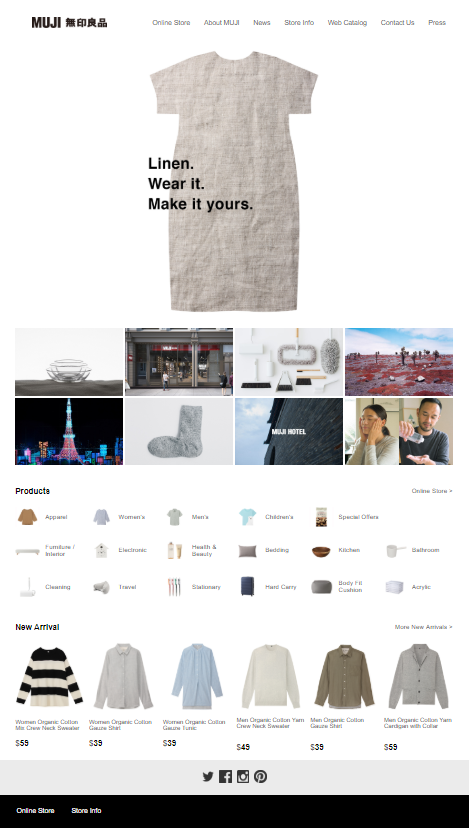 MUJI 無印良品
Online Store About MUJI News Store Info Web Catalog Contact Us Press
Linen.
Wear it.
Make it yours.
MUJI
MUJI HOTEL
Products Online Store >
Apparel Women's Men's Children's Special Offers
Furniture / Interior Electronic Health & Beauty Bedding Kitchen Bathroom
Cleaning Travel Stationary Hard Carry Body Fit Cushion Acrylic
New Arrival More New Arrivals >
Women Organic Cotton Mix Crew Neck Sweater
$59
Women Organic Cotton Gauze Shirt
$39
Women Organic Cotton Gauze Tunic
$39
Men Organic Cotton Yarn Crew Neck Sweater
$49
Men Organic Cotton Gauze Shirt
$39
Men Organic Cotton Yarn Cardigan with Collar
$59
Online Store Store Info